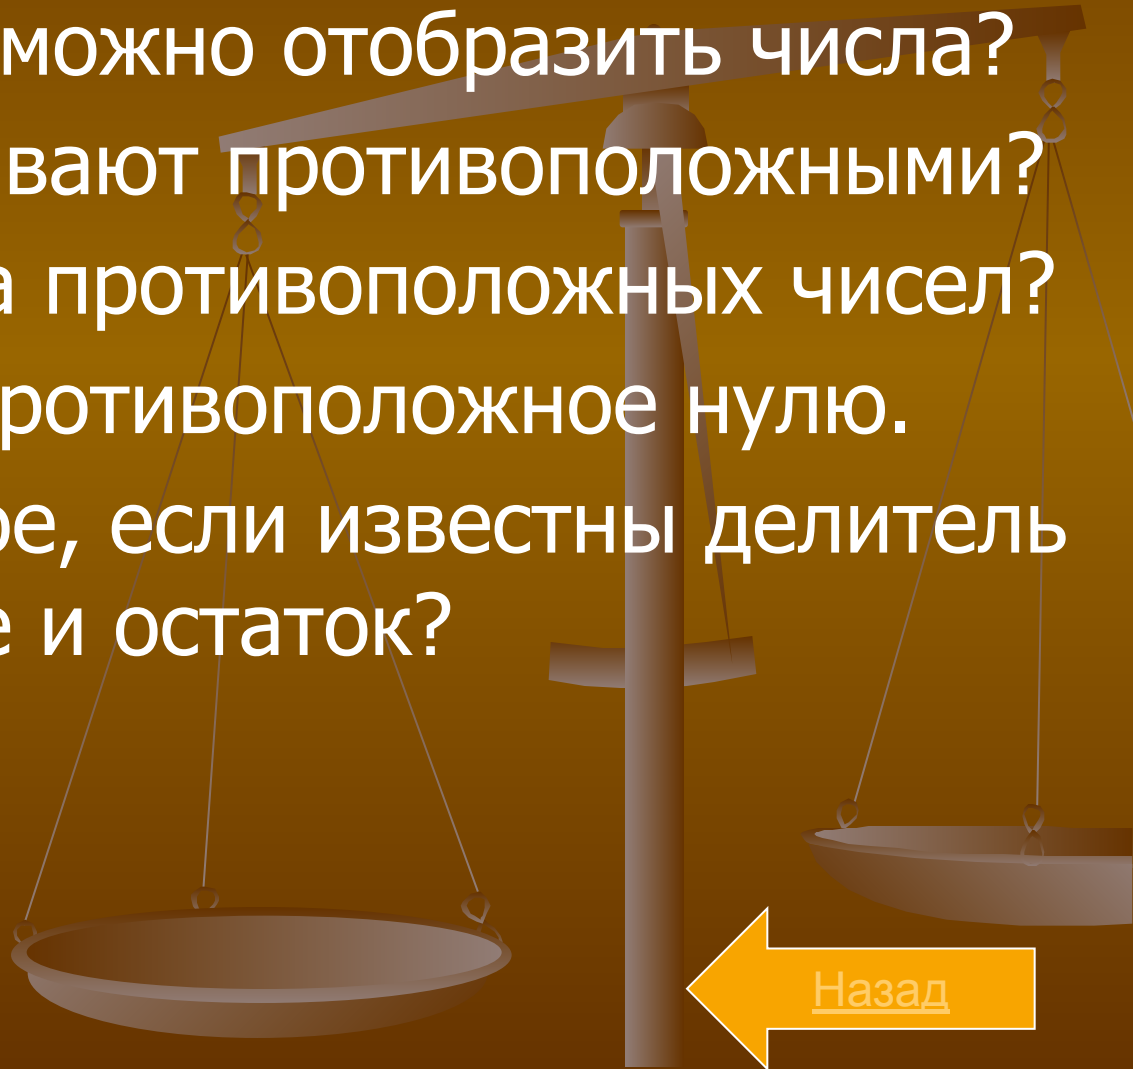 можно отобразить числа?
вают противоположными?
а противоположных чисел?
ротивоположное нулю.
ое, если известны делитель
е и остаток?
Назад